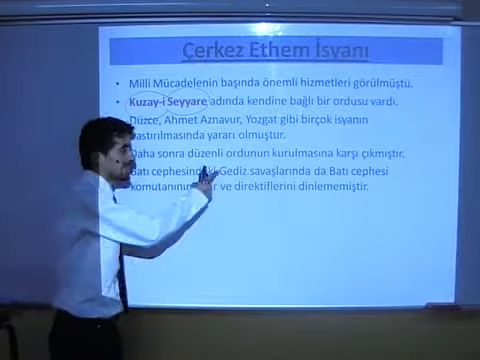 Çerkez Ethem İsyanı
• Milli Mücadelenin başında önemli hizmetleri görülmüştü.
• Kuzay-i Seyyare adında kendine bağlı bir ordusu vardı.
Düzce, Ahmet Aznavur, Yozgat gibi birçok isyanın
bastırılmasında yararı olmuştur.
Daha sonra düzenli ordunun kurulmasına karşı çıkmıştır.
Batı cephesindeki Gediz savaşlarında da Batı cephesi
komutanının ve direktiflerini dinlememiştir.